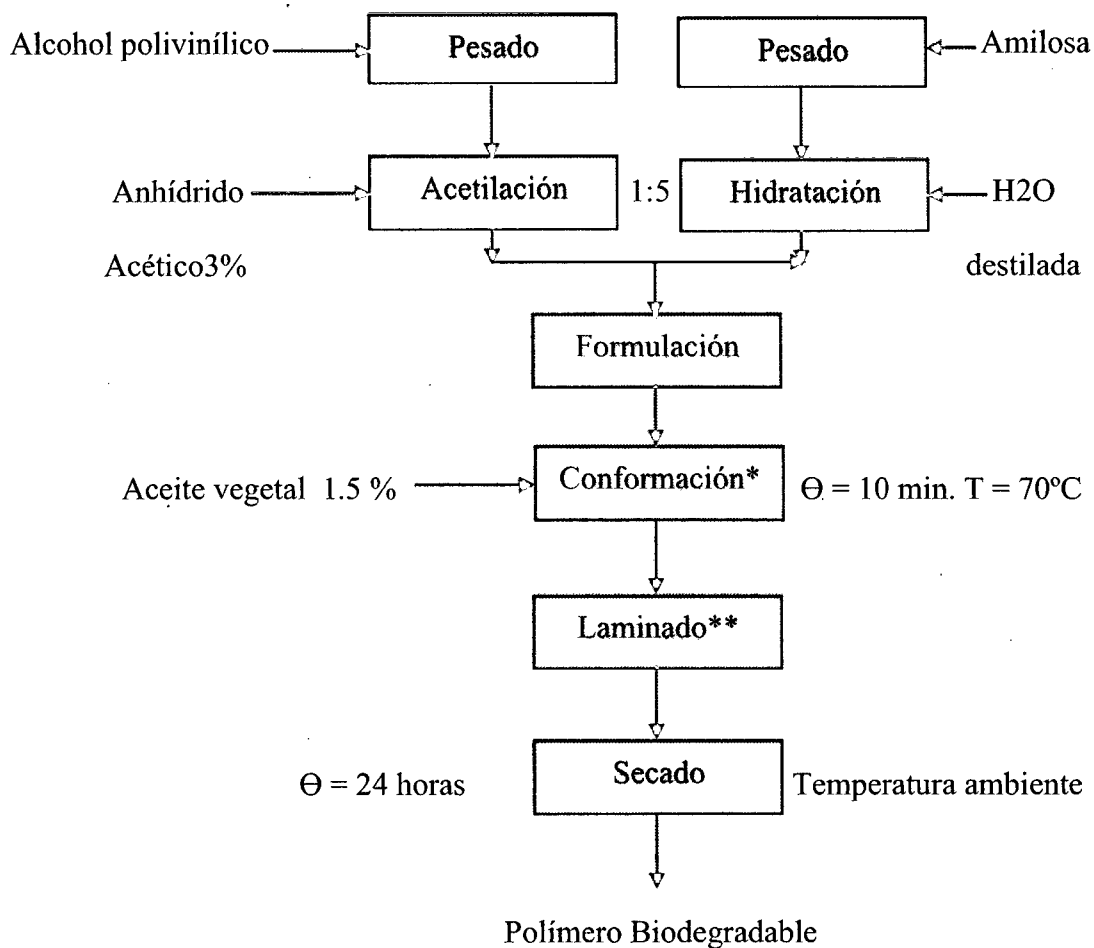 Alcohol polivinílico Pesado Pesado Amilosa
Anhídrido Acetilación 1:5 Hidratación H2O
Acético3% destilada
Formulación
Aceite vegetal 1.5 % Conformación* Ɵ = 10 min. T = 70ºC
Laminado**
Ɵ = 24 horas Secado Temperatura ambiente
Polímero Biodegradable